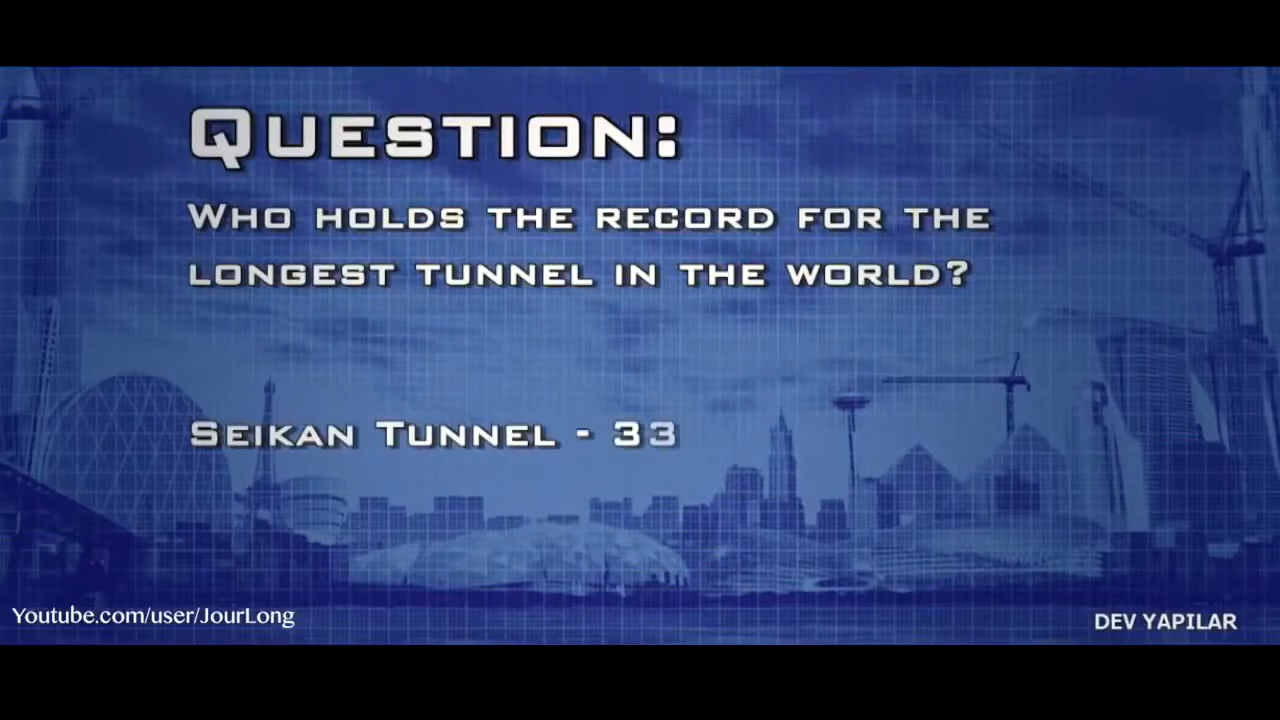 QUESTION:
WHO HOLDS THE RECORD FOR THE
LONGEST TUNNEL IN THE WORLD?
SEIKAN TUNNEL - 33
Youtube.com/user/JourLong
DEV YAPILAR